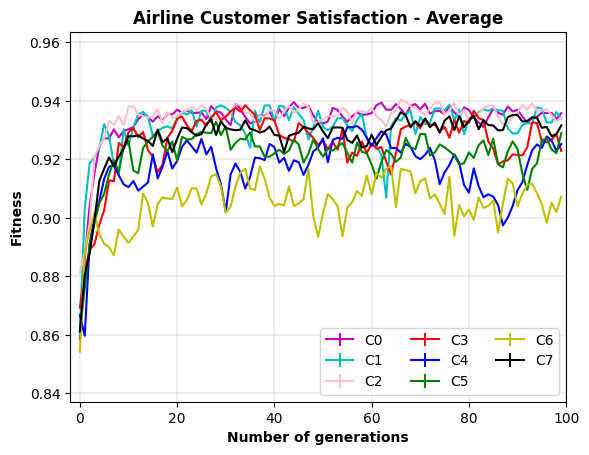 Airline Customer Satisfaction - Average
0.96
0.94
0.92
0.90
0.88
0.86
0.84
Fitness
C0 C3 C6
C1 C4 C7
C2 C5
0 20 40 60 80 100
Number of generations